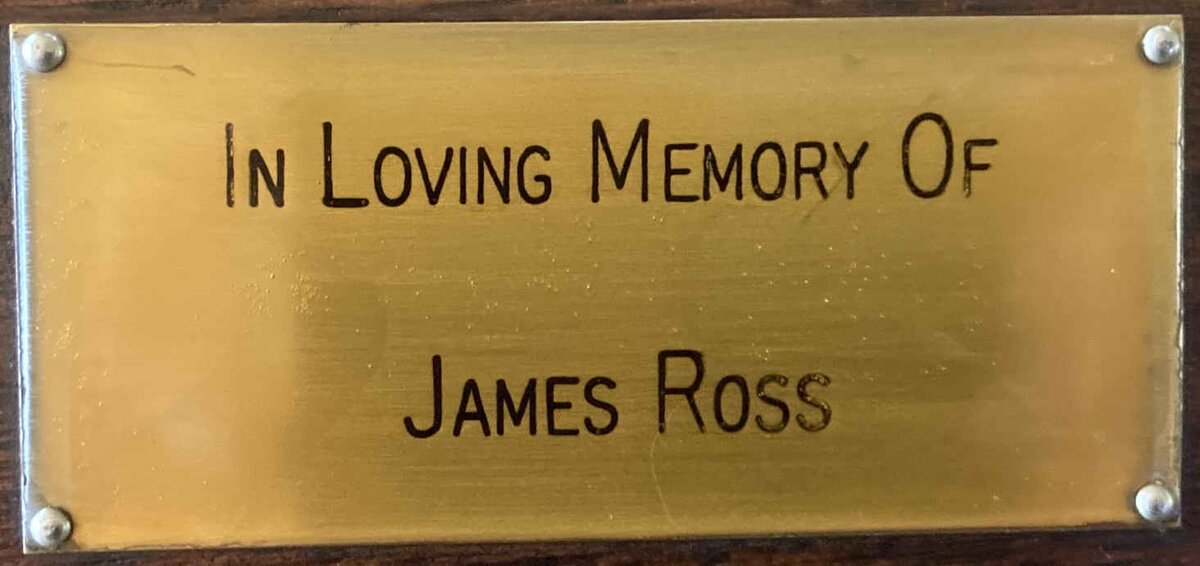 In Loving Memory Of
James Ross